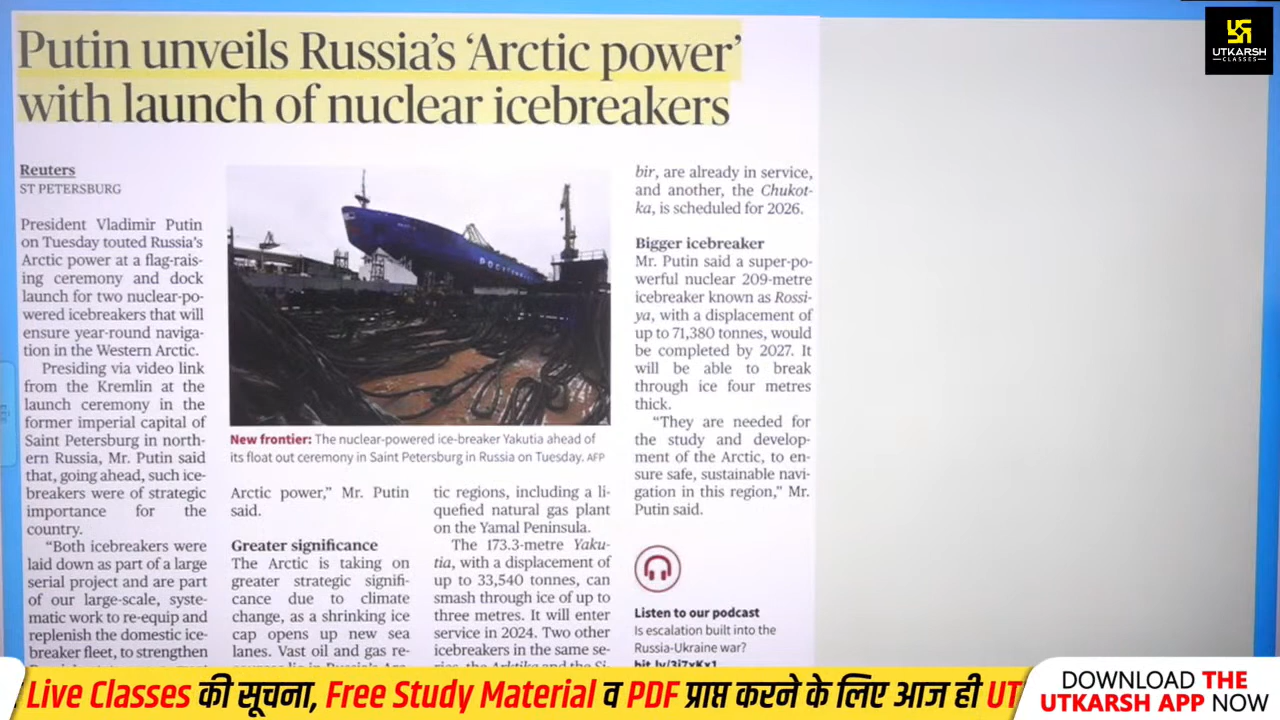 Putin unveils Russia's 'Arctic power'
with launch of nuclear icebreakers
UTKARSH
CLASSES
Reuters
ST PETERSBURG
President Vladimir Putin
on Tuesday touted Russia's
Arctic power at a flag-rais-
ing ceremony and dock
launch for two nuclear-po-
wered icebreakers that will
ensure year-round naviga-
tion in the Western Arctic.
Presiding via video link
from the Kremlin at the
launch ceremony in the
former imperial capital of
Saint Petersburg in north-
ern Russia, Mr. Putin said
that, going ahead, such ice-
breakers were of strategic
importance for the
country.
"Both icebreakers were
laid down as part of a large
serial project and are part
of our large-scale, syste-
matic work to re-equip and
replenish the domestic ice-
breaker fleet, to strengthen
New frontier: The nuclear-powered ice-breaker Yakutia ahead of
its float out ceremony in Saint Petersburg in Russia on Tuesday. AFP
Arctic power," Mr. Putin
said.
Greater significance
The Arctic is taking on
greater strategic signifi-
cance due to climate
change, as a shrinking ice
cap opens up new sea
lanes. Vast oil and gas re-
tic regions, including a li-
quefied natural gas plant
on the Yamal Peninsula.
The 173.3-metre Yaku-
tia, with a displacement of
up to 33,540 tonnes, can
smash through ice of up to
three metres. It will enter
service in 2024. Two other
icebreakers in the same se-
ries, the Arktika and the Si-
bir, are already in service,
and another, the Chukot-
ka, is scheduled for 2026.
Bigger icebreaker
Mr. Putin said a super-po-
werful nuclear 209-metre
icebreaker known as Rossi-
ya, with a displacement of
up to 71,380 tonnes, would
be completed by 2027. It
will be able to break
through ice four metres
thick.
"They are needed for
the study and develop-
ment of the Arctic, to en-
sure safe, sustainable navi-
gation in this region," Mr.
Putin said.
Listen to our podcast
Is escalation built into the
Russia-Ukraine war?
bit.ly/3i7xKx1
Live Classes की सूचना, Free Study Material व PDF प्राप्त करने के लिए आज ही UT
DOWNLOAD THE
UTKARSH APP NOW